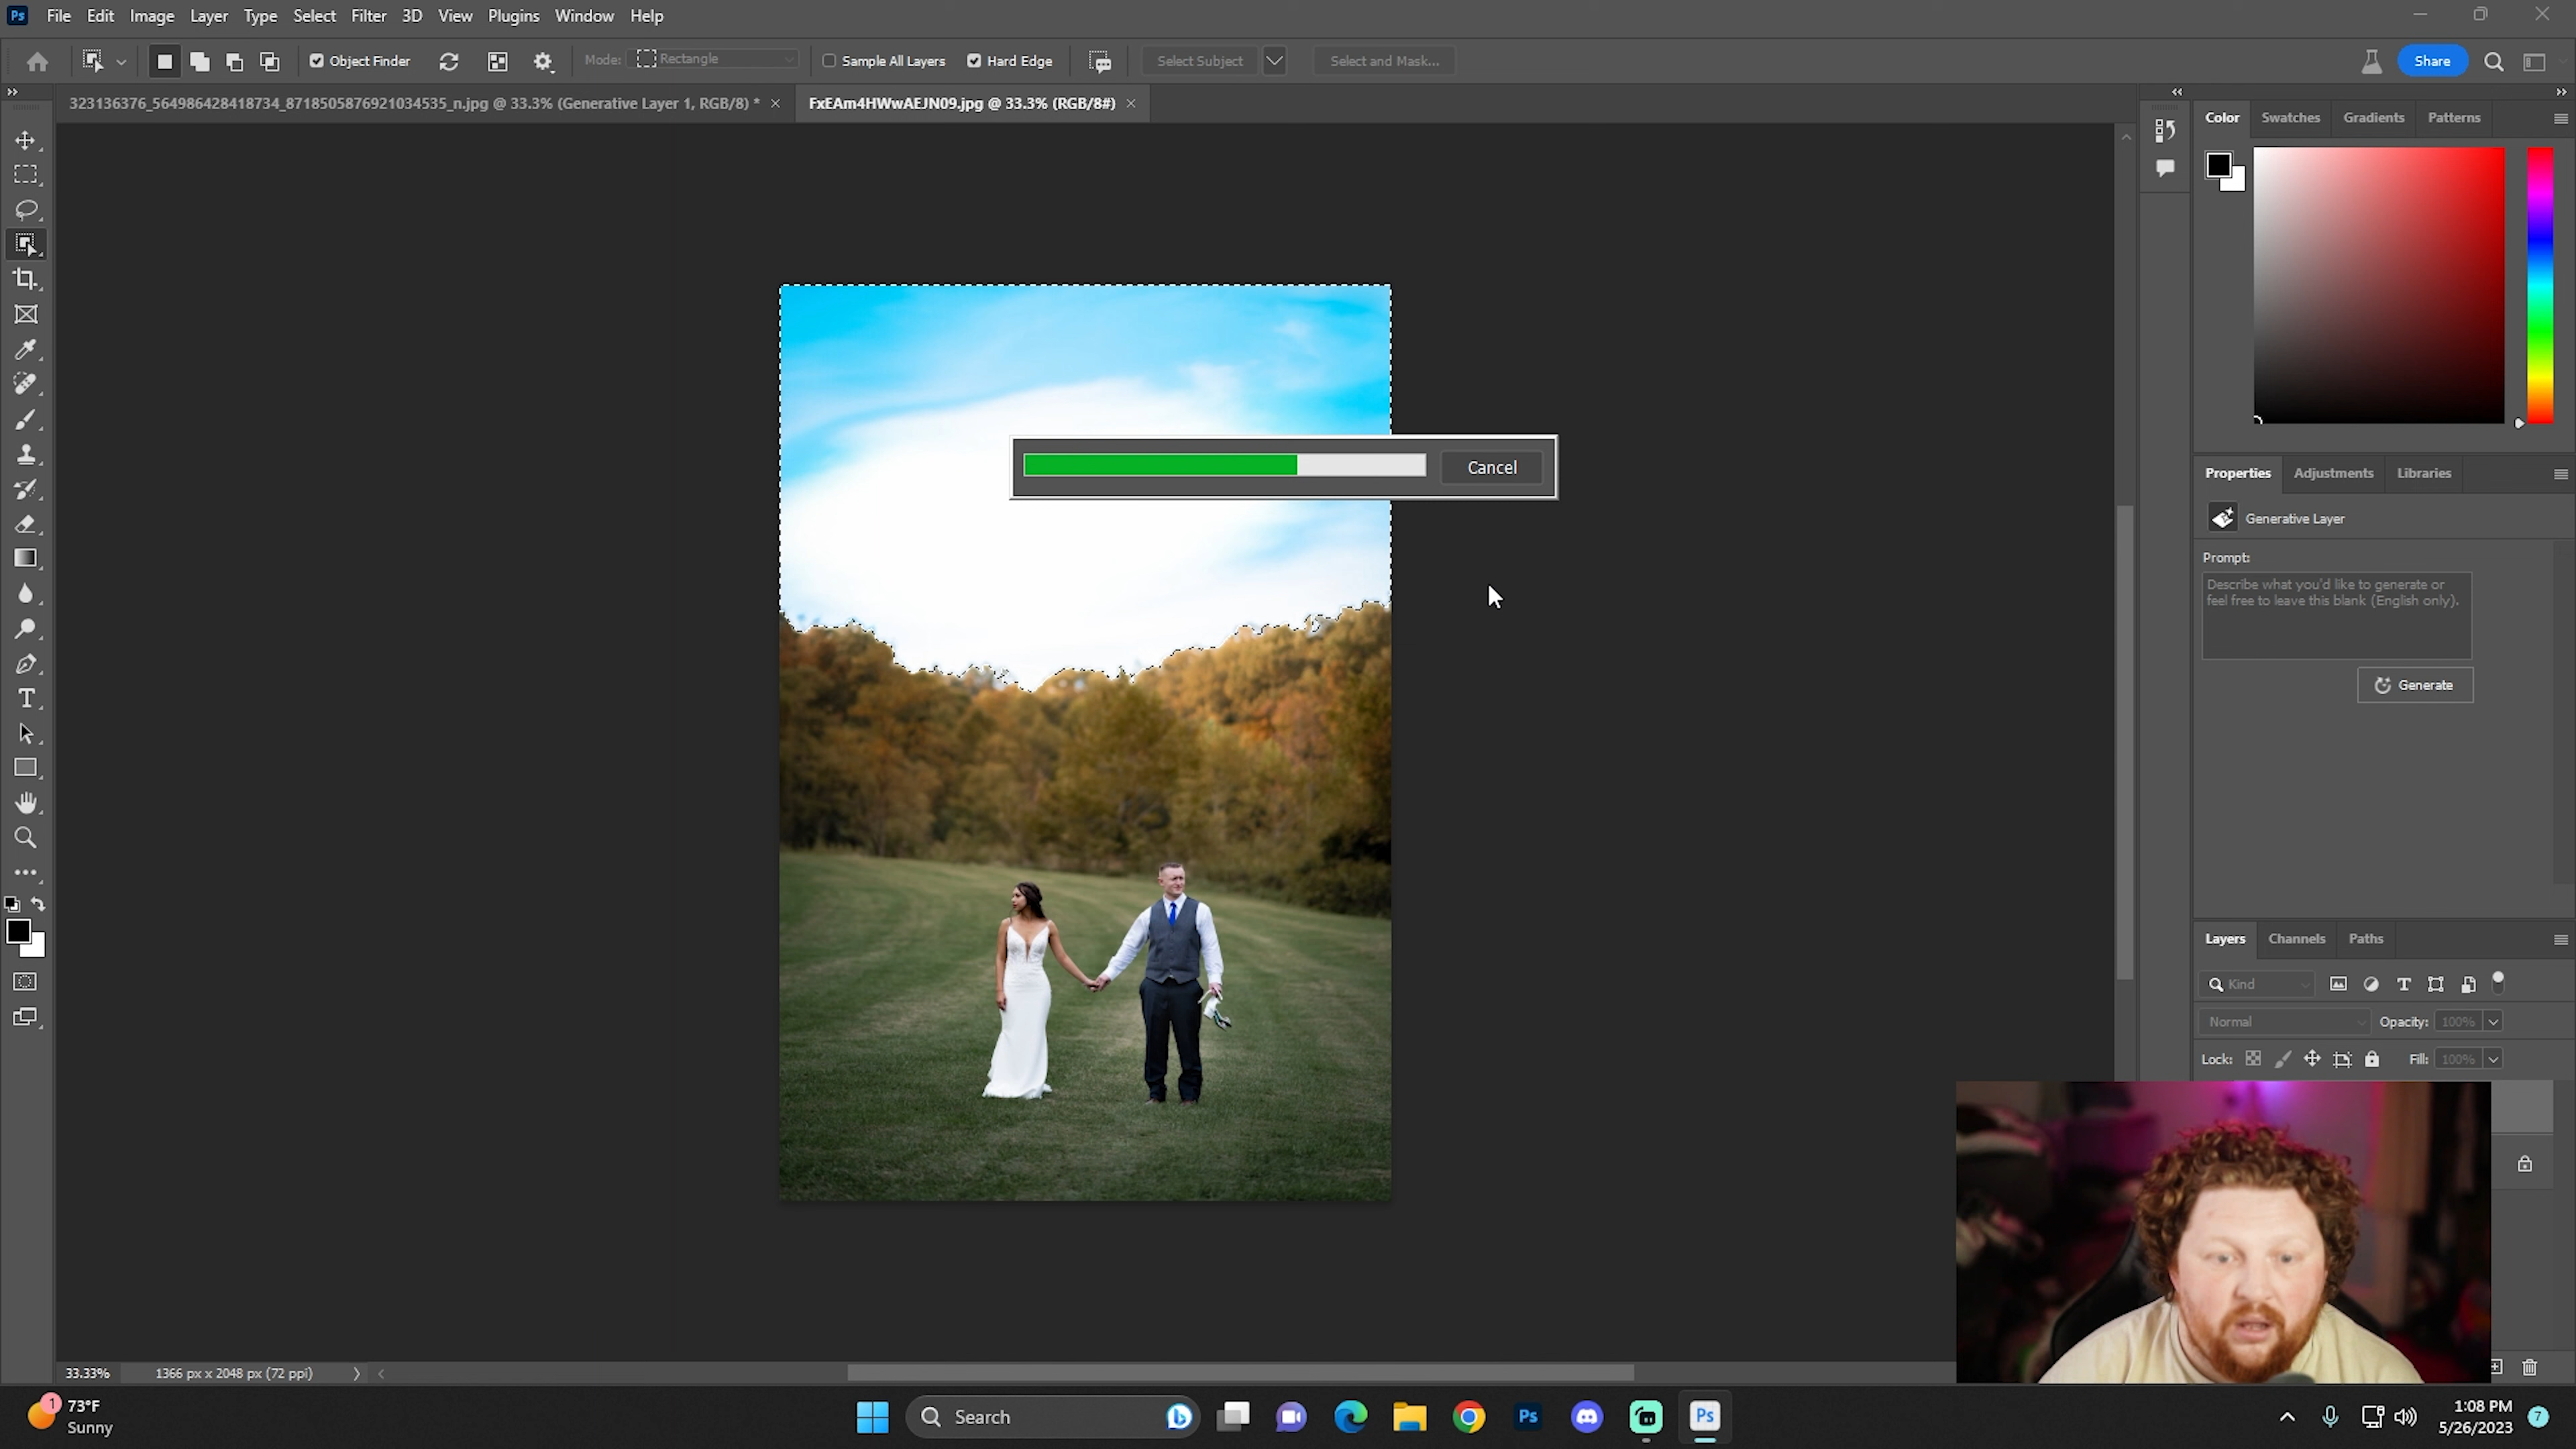 Ps File Edit Image Layer Type Select Filter 3D View Plugins Window Help
Object Finder Mode: Rectangle Sample All Layers Hard Edge Select Subject Select and Mask... Share
323136376_564986428418734_8718505876921034535_n.jpg @ 33.3% (Generative Layer 1, RGB/8) * × FxEAm4HWwAEJN09.jpg @ 33.3% (RGB/8#) ×
Color Swatches Gradients Patterns
Cancel
Properties Adjustments Libraries
Generative Layer
Prompt:
Describe what you'd like to generate or
feel free to leave this blank (English only).
Generate
Layers Channels Paths
Kind
Normal Opacity: 100%
Lock: Fill: 100%
33.33% 1366 px x 2048 px (72 ppi)
1 73°F
Sunny
Search
Ps
Ps
1:08 PM
5/26/2023
7